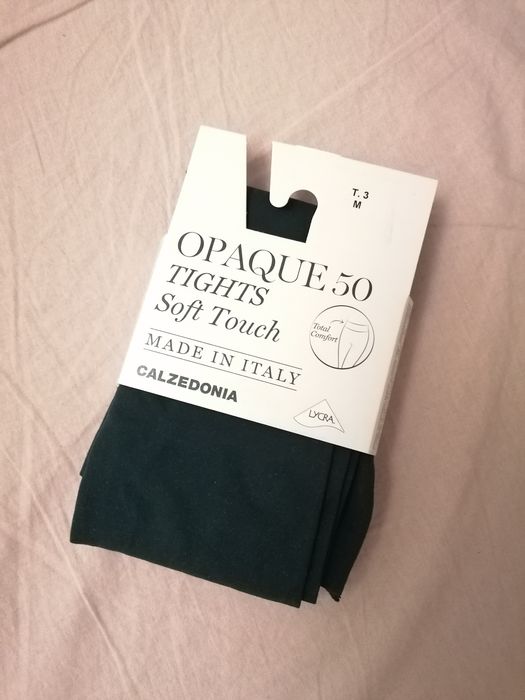 T. 3
M
OPAQUE 50
TIGHTS
Soft Touch
Total
Comfort
MADE IN ITALY
CALZEDONIA
LYCRA